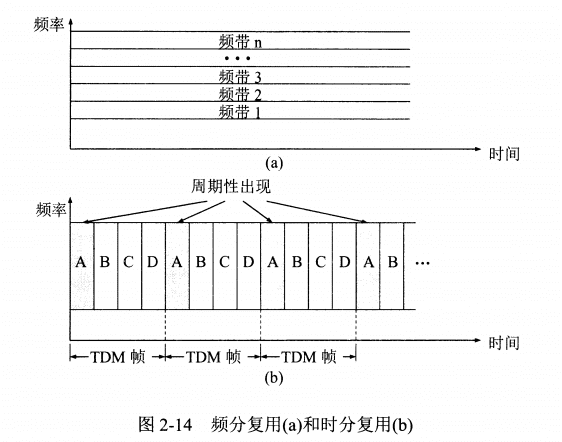 频率
频带 n
···
频带 3
频带 2
频带 1
时间
(a)
周期性出现
频率
A B C D A B C D A B C D A B ···
时间
TDM 帧 TDM 帧 TDM 帧
(b)
图 2-14 频分复用(a)和时分复用(b)